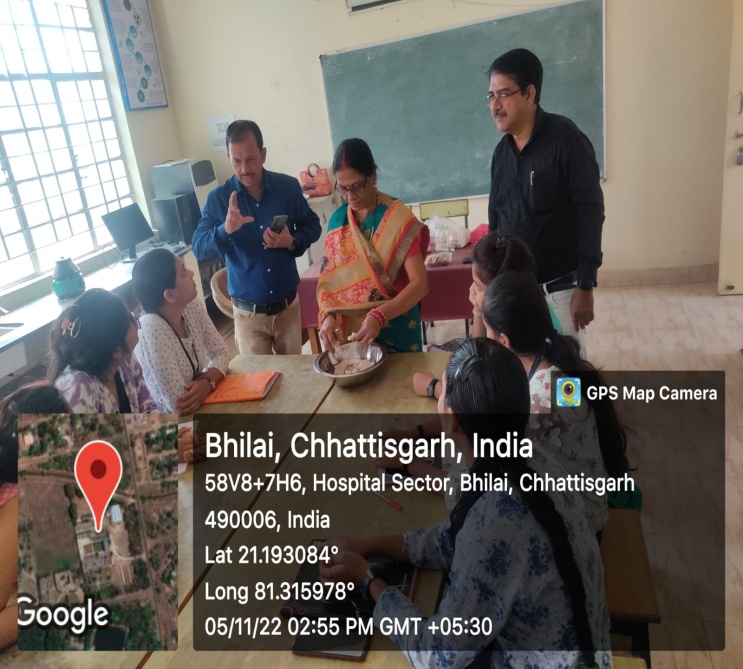 GPS Map Camera
Bhilai, Chhattisgarh, India
58V8+7H6, Hospital Sector, Bhilai, Chhattisgarh
490006, India
Lat 21.193084°
Long 81.315978°
05/11/22 02:55 PM GMT +05:30
Google